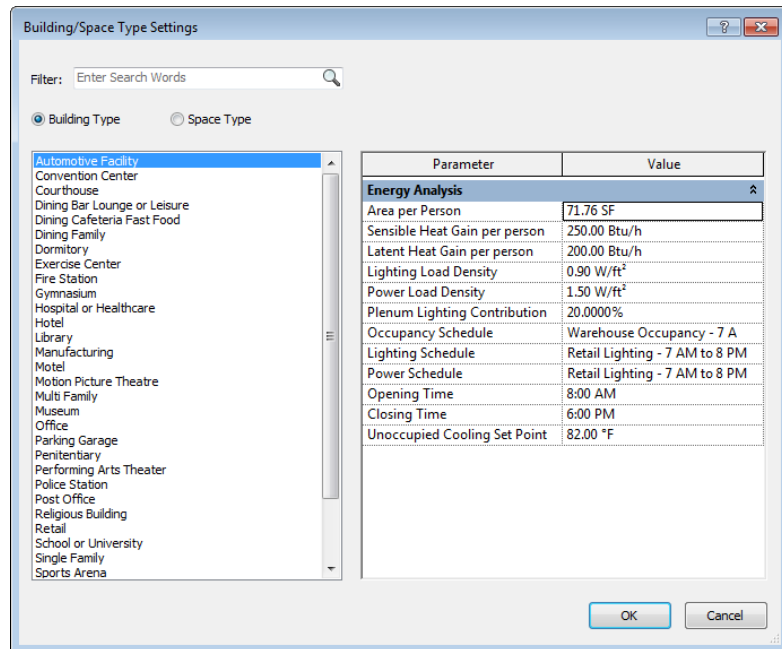 Building/Space Type Settings
Filter: Enter Search Words
Building Type Space Type
Automotive Facility
Convention Center
Courthouse
Dining Bar Lounge or Leisure
Dining Cafeteria Fast Food
Dining Family
Dormitory
Exercise Center
Fire Station
Gymnasium
Hospital or Healthcare
Hotel
Library
Manufacturing
Motel
Motion Picture Theatre
Multi Family
Museum
Office
Parking Garage
Penitentiary
Performing Arts Theater
Police Station
Post Office
Religious Building
Retail
School or University
Single Family
Sports Arena
Parameter Value
Energy Analysis
Area per Person 71.76 SF
Sensible Heat Gain per person 250.00 Btu/h
Latent Heat Gain per person 200.00 Btu/h
Lighting Load Density 0.90 W/ft²
Power Load Density 1.50 W/ft²
Plenum Lighting Contribution 20.0000%
Occupancy Schedule Warehouse Occupancy - 7 A
Lighting Schedule Retail Lighting - 7 AM to 8 PM
Power Schedule Retail Lighting - 7 AM to 8 PM
Opening Time 8:00 AM
Closing Time 6:00 PM
Unoccupied Cooling Set Point 82.00 °F
OK Cancel